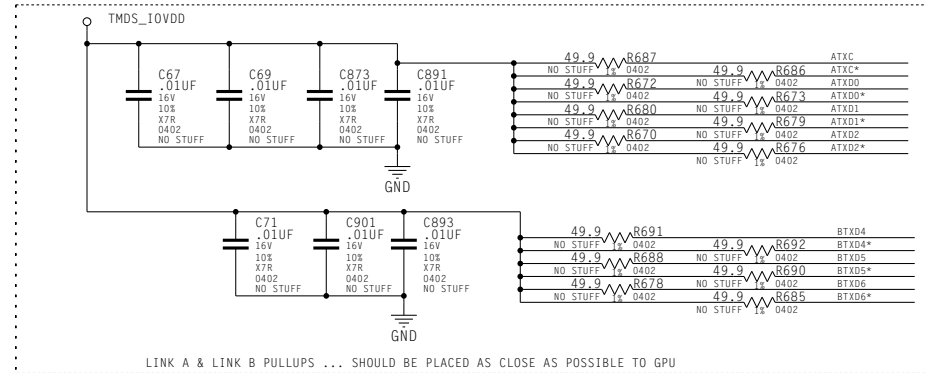 TMDS_IOVDD
C67
.01UF
16V
10%
X7R
0402
NO STUFF
C69
.01UF
16V
10%
X7R
0402
NO STUFF
C873
.01UF
16V
10%
X7R
0402
NO STUFF
C891
.01UF
16V
10%
X7R
0402
NO STUFF
GND
49.9 R687 ATXC
NO STUFF 1% 0402
49.9 R686 ATXC*
NO STUFF 1% 0402
49.9 R672 ATXD0
NO STUFF 1% 0402
49.9 R673 ATXD0*
NO STUFF 1% 0402
49.9 R680 ATXD1
NO STUFF 1% 0402
49.9 R679 ATXD1*
NO STUFF 1% 0402
49.9 R670 ATXD2
NO STUFF 1% 0402
49.9 R676 ATXD2*
NO STUFF 1% 0402
C71
.01UF
16V
10%
X7R
0402
NO STUFF
C901
.01UF
16V
10%
X7R
0402
NO STUFF
C893
.01UF
16V
10%
X7R
0402
NO STUFF
GND
49.9 R691 BTXD4
NO STUFF 1% 0402
49.9 R692 BTXD4*
NO STUFF 1% 0402
49.9 R688 BTXD5
NO STUFF 1% 0402
49.9 R690 BTXD5*
NO STUFF 1% 0402
49.9 R678 BTXD6
NO STUFF 1% 0402
49.9 R685 BTXD6*
NO STUFF 1% 0402
LINK A & LINK B PULLUPS ... SHOULD BE PLACED AS CLOSE AS POSSIBLE TO GPU